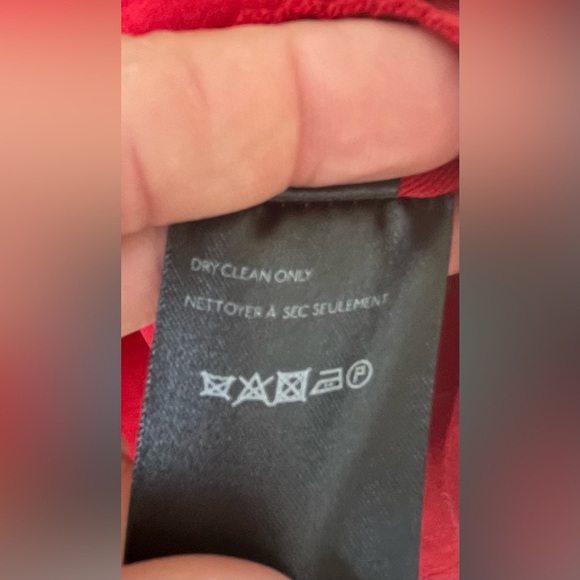 DRY CLEAN ONLY
NETTOYER À SEC SEULEMENT
P